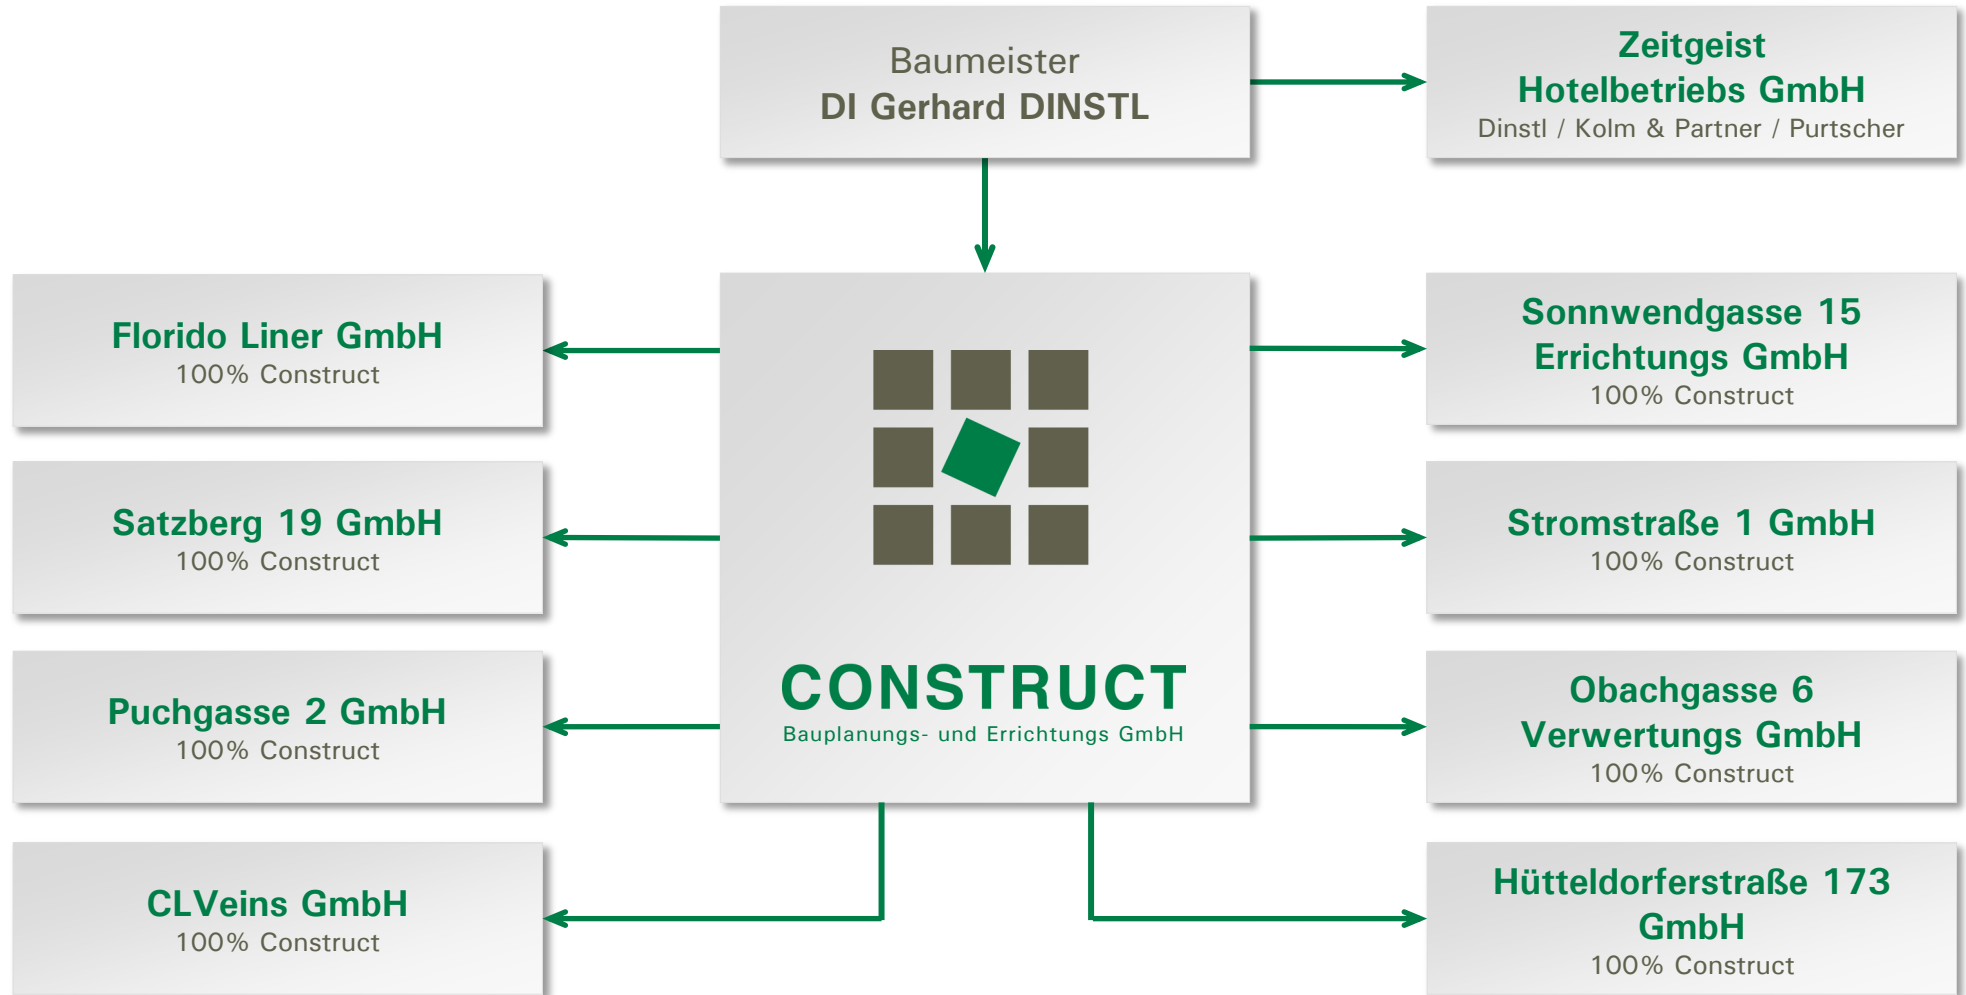 Baumeister
DI Gerhard DINSTL
Zeitgeist
Hotelbetriebs GmbH
Dinstl / Kolm & Partner / Purtscher
Florido Liner GmbH
100% Construct
Satzberg 19 GmbH
100% Construct
Puchgasse 2 GmbH
100% Construct
CLVeins GmbH
100% Construct
CONSTRUCT
Bauplanungs- und Errichtungs GmbH
Sonnwendgasse 15
Errichtungs GmbH
100% Construct
Stromstraße 1 GmbH
100% Construct
Obachgasse 6
Verwertungs GmbH
100% Construct
Hütteldorferstraße 173
GmbH
100% Construct